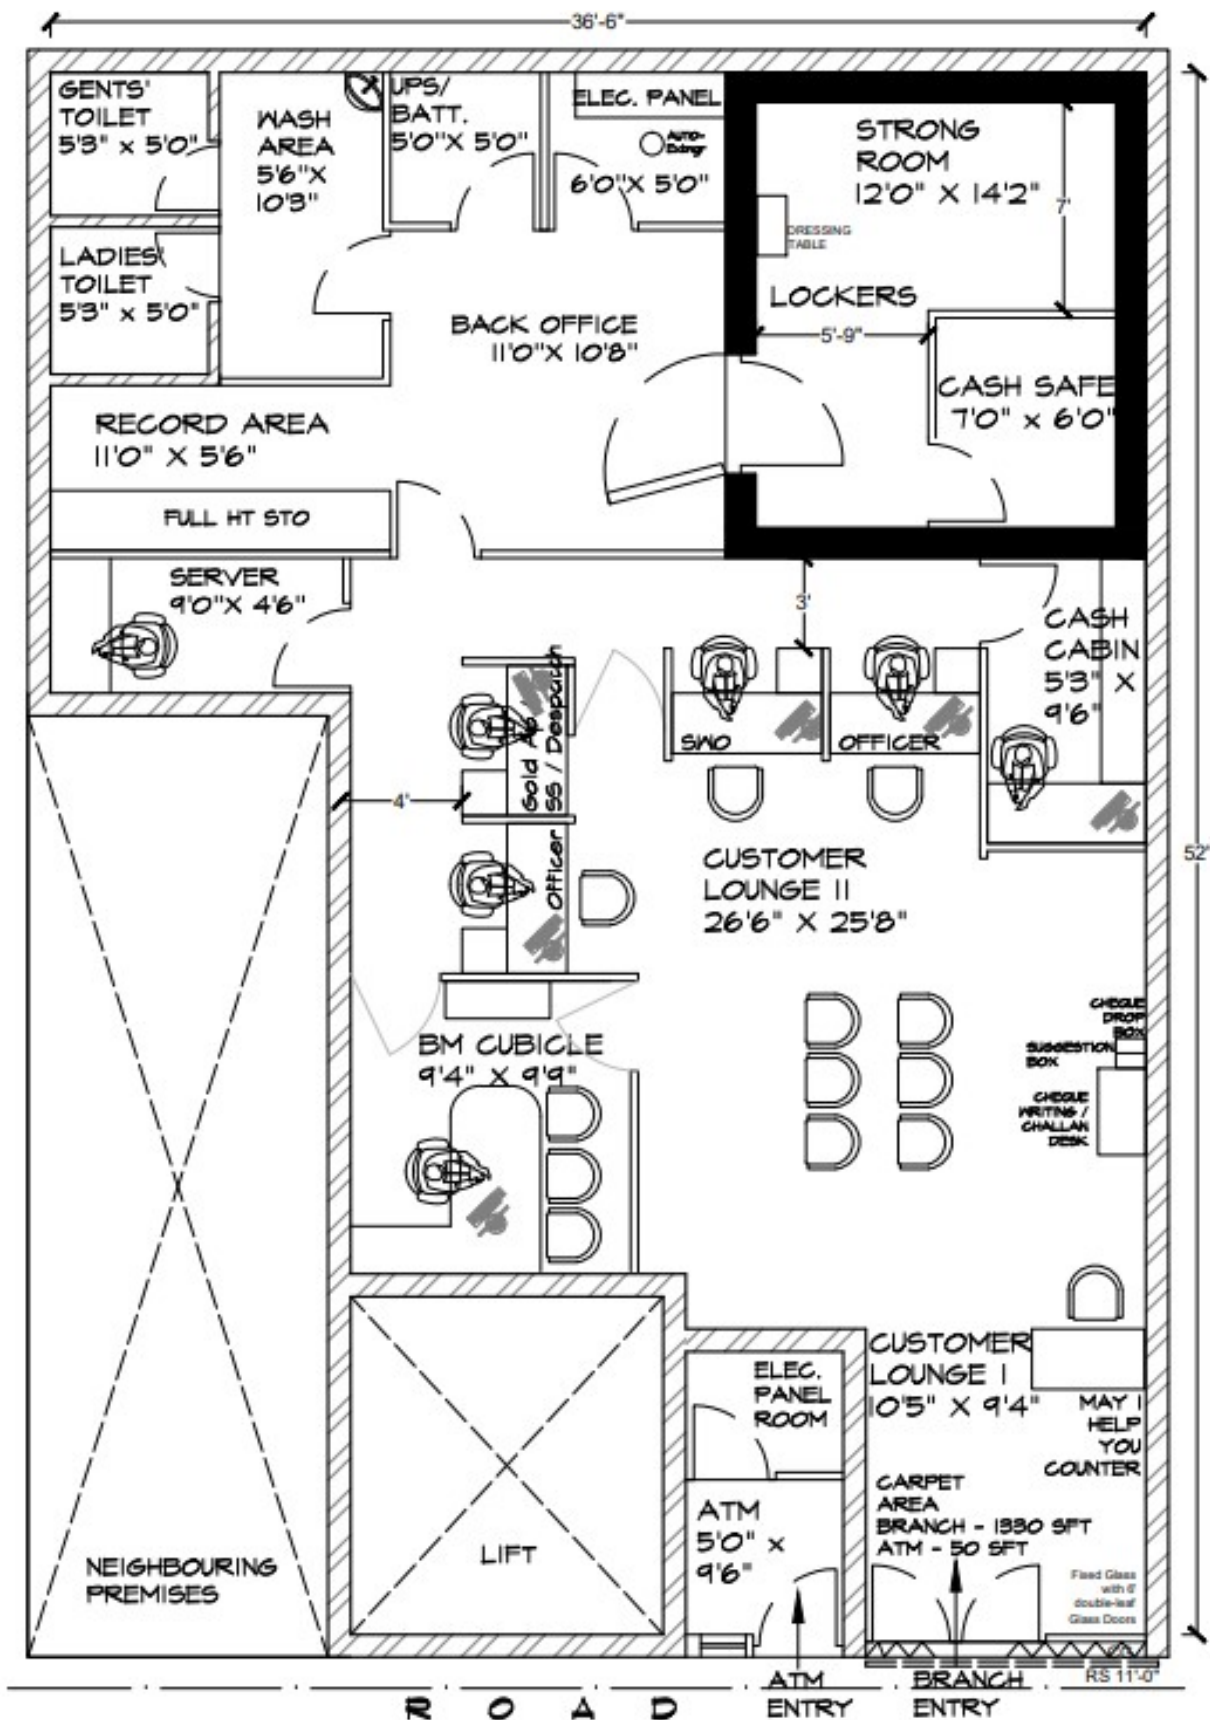 36'-6"
GENTS'
TOILET
5'3" x 5'0"
WASH
AREA
5'6"X
10'3"
UPS/
BATT.
5'0"X 5'0"
ELEC. PANEL
AUTO-
6'0"X 5'0"
STRONG
ROOM
12'0" X 14'2"
7'
DRESSING
TABLE
LADIES'
TOILET
5'3" x 5'0"
LOCKERS
5'-9"
BACK OFFICE
11'0"X 10'8"
CASH SAFE
7'0" x 6'0"
RECORD AREA
11'0" X 5'6"
FULL HT STO
SERVER
9'0"X 4'6"
3'
CASH
CABIN
5'3" X
9'6"
Gold
SS / Despatch
SWO
OFFICER
4'
Officer
52'
CUSTOMER
LOUNGE II
26'6" X 25'8"
CHEQUE
DROP
BOX
SUGGESTION
BOX
CHEQUE
WRITING /
CHALLAN
DESK
BM CUBICLE
9'4" X 9'9"
CUSTOMER
LOUNGE I
10'5" X 9'4"
MAY I
HELP
YOU
COUNTER
ELEC.
PANEL
ROOM
CARPET
AREA
BRANCH - 1330 SFT
ATM - 50 SFT
ATM
5'0" x
9'6"
LIFT
NEIGHBOURING
PREMISES
Fixed Glass
with 6'
double-leaf
Glass Doors
RS 11'-0"
ATM
ENTRY
BRANCH
ENTRY
ROAD